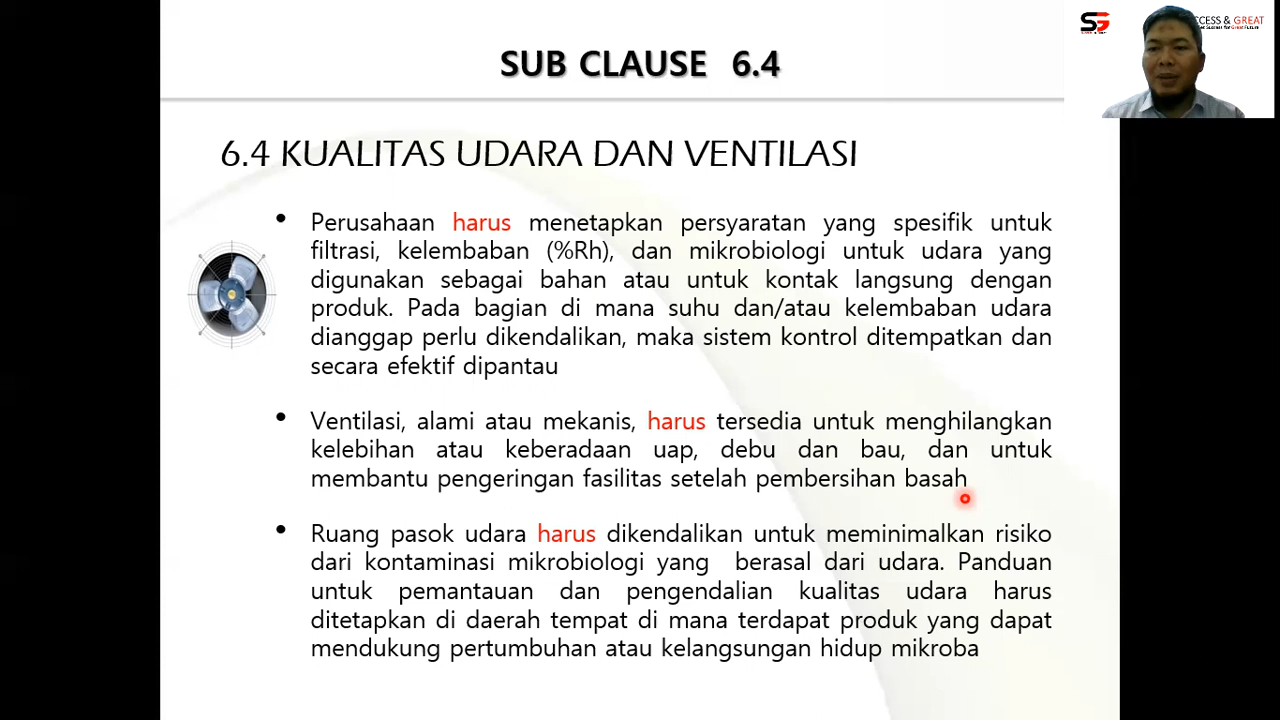 SG
CCESS & GREAT
SUB CLAUSE 6.4
6.4 KUALITAS UDARA DAN VENTILASI
• Perusahaan harus menetapkan persyaratan yang spesifik untuk
filtrasi, kelembaban (%Rh), dan mikrobiologi untuk udara yang
digunakan sebagai bahan atau untuk kontak langsung dengan
produk. Pada bagian di mana suhu dan/atau kelembaban udara
dianggap perlu dikendalikan, maka sistem kontrol ditempatkan dan
secara efektif dipantau
• Ventilasi, alami atau mekanis, harus tersedia untuk menghilangkan
kelebihan atau keberadaan uap, debu dan bau, dan untuk
membantu pengeringan fasilitas setelah pembersihan basah
• Ruang pasok udara harus dikendalikan untuk meminimalkan risiko
dari kontaminasi mikrobiologi yang berasal dari udara. Panduan
untuk pemantauan dan pengendalian kualitas udara harus
ditetapkan di daerah tempat di mana terdapat produk yang dapat
mendukung pertumbuhan atau kelangsungan hidup mikroba